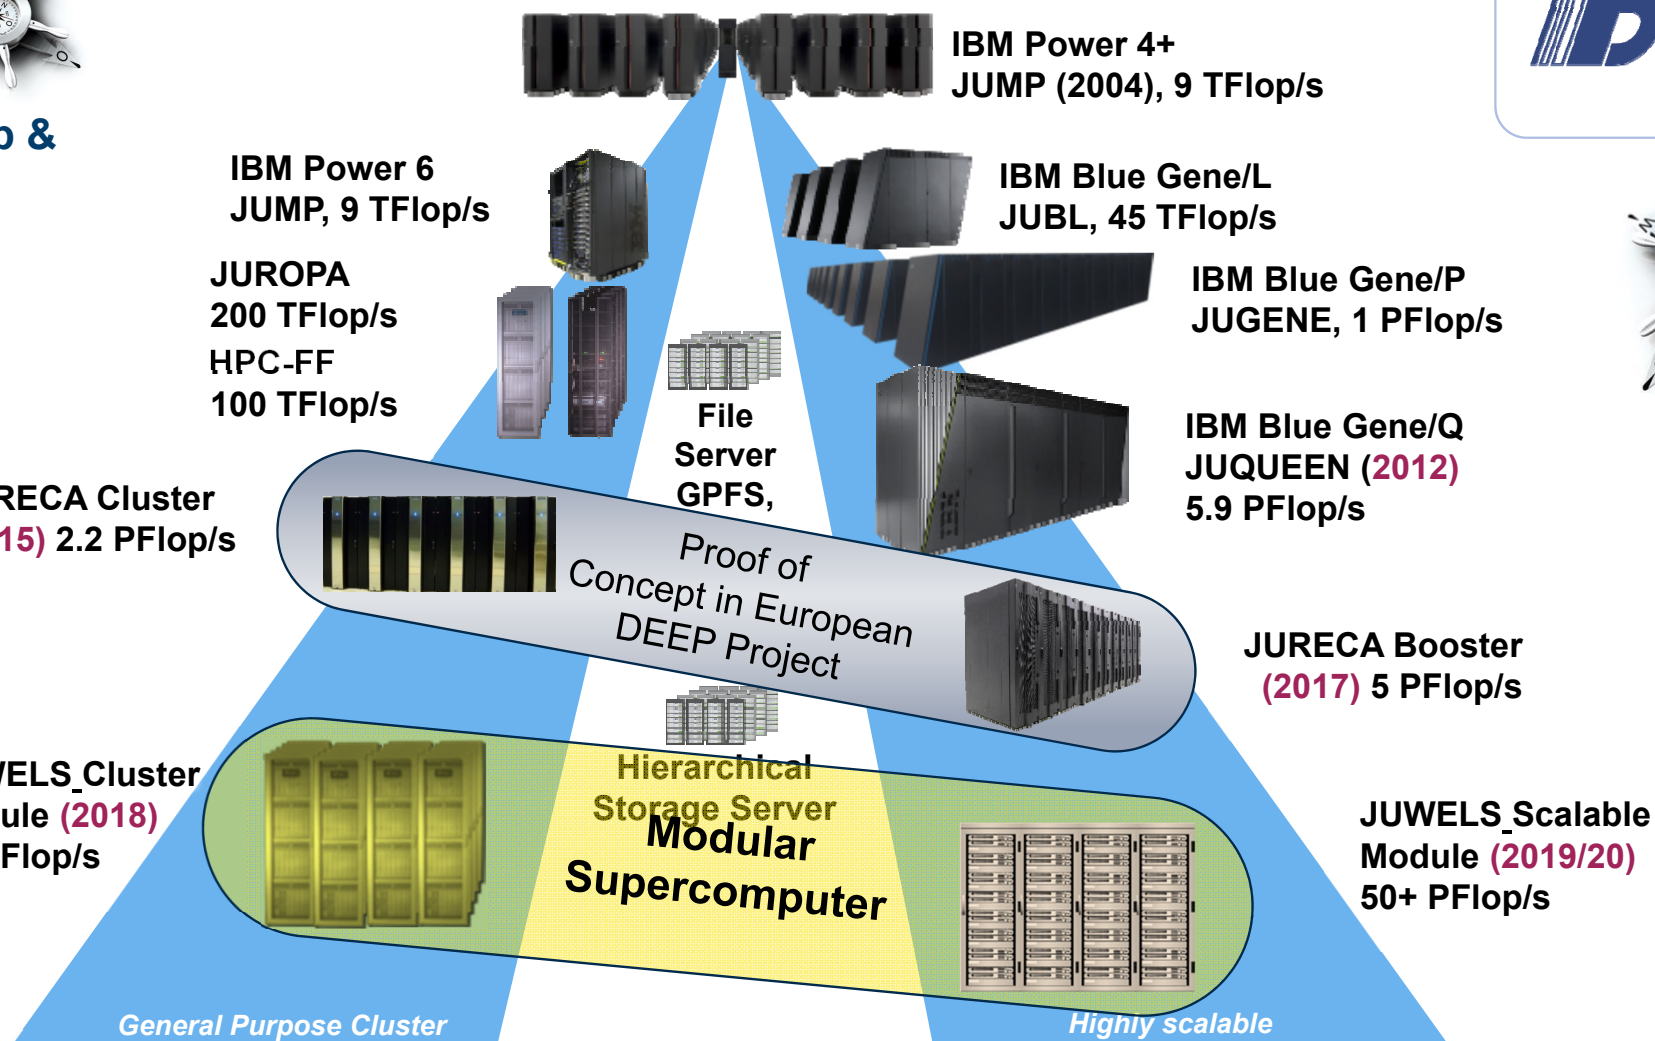 IBM Power 4+
JUMP (2004), 9 TFlop/s
&
IBM Power 6
JUMP, 9 TFlop/s
IBM Blue Gene/L
JUBL, 45 TFlop/s
JUROPA
200 TFlop/s
HPC-FF
100 TFlop/s
IBM Blue Gene/P
JUGENE, 1 PFlop/s
File
Server
GPFS,
IBM Blue Gene/Q
JUQUEEN (2012)
5.9 PFlop/s
RECA Cluster
15) 2.2 PFlop/s
Proof of
Concept in European
DEEP Project
JURECA Booster
(2017) 5 PFlop/s
Hierarchical
Storage Server
WELS_Cluster
ule (2018)
Flop/s
Modular
Supercomputer
JUWELS_Scalable
Module (2019/20)
50+ PFlop/s
General Purpose Cluster
Highly scalable